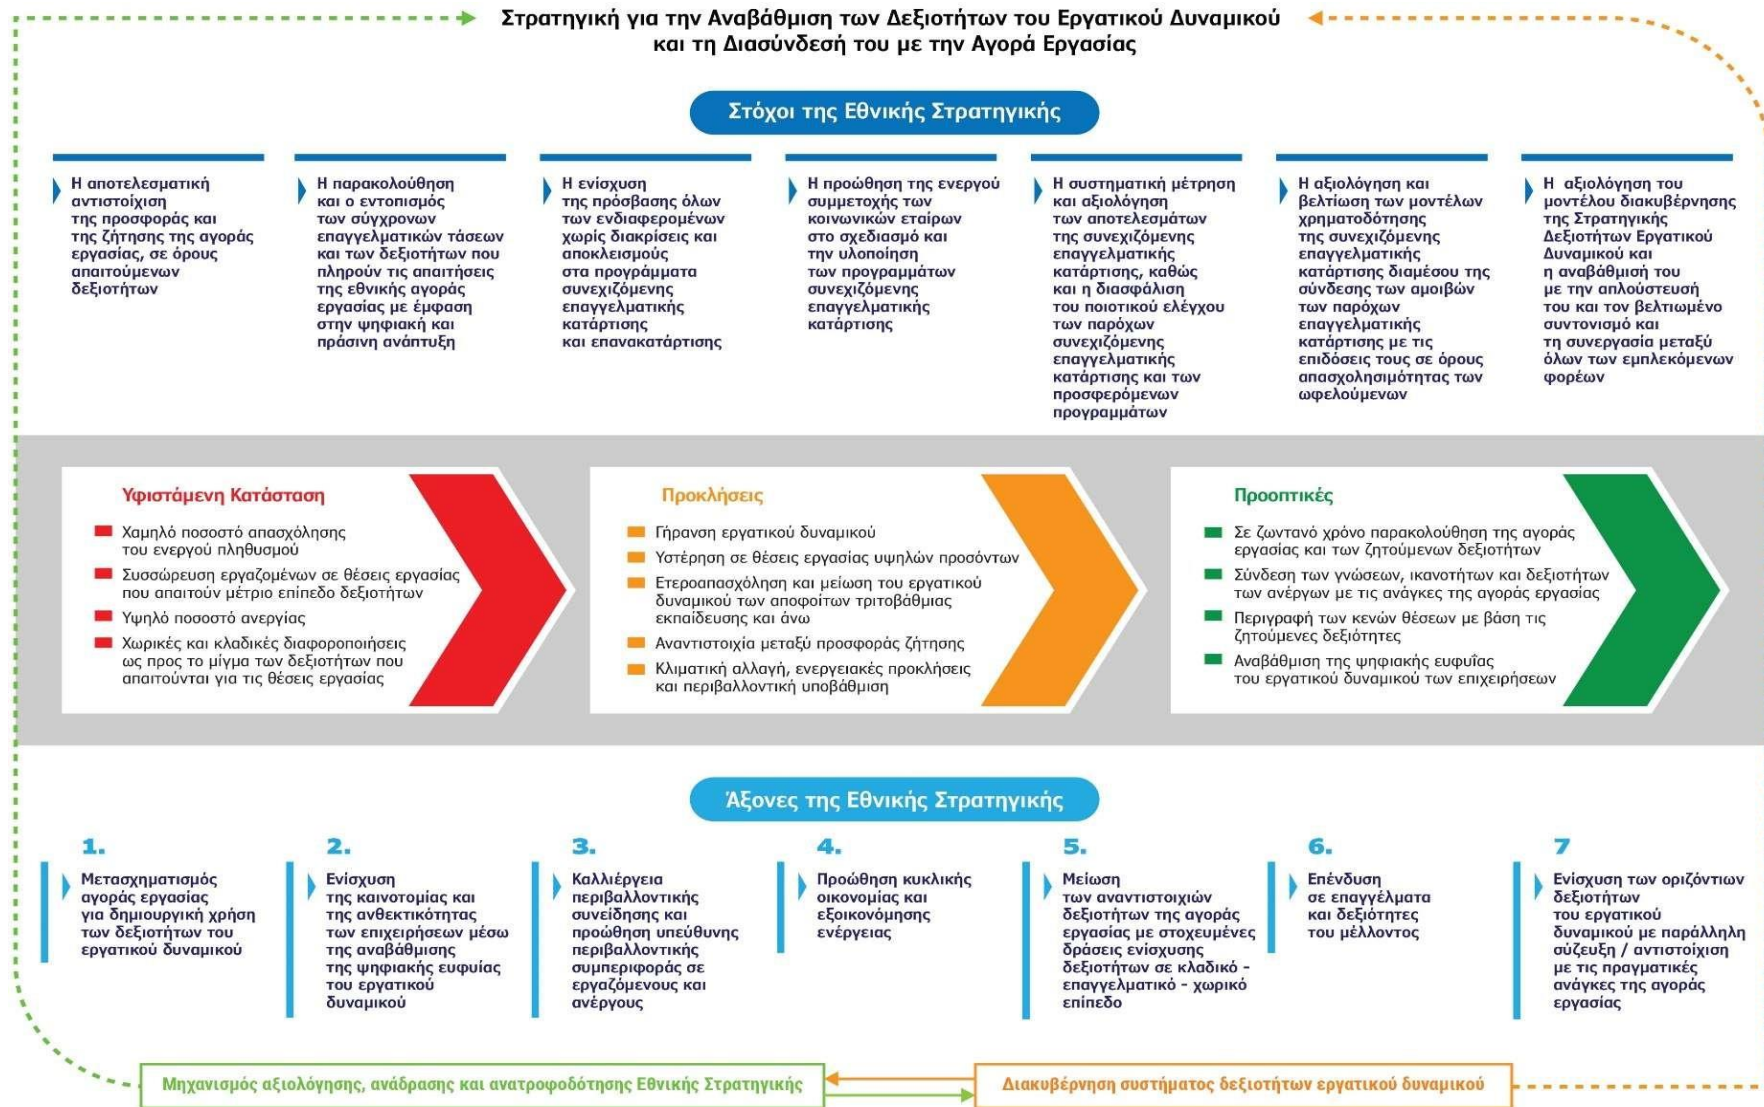 Στρατηγική για την Αναβάθμιση των Δεξιοτήτων του Εργατικού Δυναμικού
και τη Διασύνδεσή του με την Αγορά Εργασίας
Στόχοι της Εθνικής Στρατηγικής
Η αποτελεσματική
αντιστοίχιση
της προσφοράς και
της ζήτησης της αγοράς
εργασίας, σε όρους
απαιτούμενων
δεξιοτήτων
Η παρακολούθηση
και ο εντοπισμός
των σύγχρονων
επαγγελματικών τάσεων
και των δεξιοτήτων που
πληρούν τις απαιτήσεις
της εθνικής αγοράς
εργασίας με έμφαση
στην ψηφιακή και
πράσινη ανάπτυξη
Η ενίσχυση
της πρόσβασης όλων
των ενδιαφερομένων
χωρίς διακρίσεις και
αποκλεισμούς
στα προγράμματα
συνεχιζόμενης
επαγγελματικής
κατάρτισης
και επανακατάρτισης
Η προώθηση της ενεργού
συμμετοχής των
κοινωνικών εταίρων
στο σχεδιασμό και
την υλοποίηση
των προγραμμάτων
συνεχιζόμενης
επαγγελματικής
κατάρτισης
Η συστηματική μέτρηση
και αξιολόγηση
των αποτελεσμάτων
της συνεχιζόμενης
επαγγελματικής
κατάρτισης, καθώς
και η διασφάλιση
του ποιοτικού ελέγχου
των παρόχων
συνεχιζόμενης
επαγγελματικής
κατάρτισης και των
προσφερόμενων
προγραμμάτων
Η αξιολόγηση και
βελτίωση των μοντέλων
χρηματοδότησης
της συνεχιζόμενης
επαγγελματικής
κατάρτισης διαμέσου της
σύνδεσης των αμοιβών
των παρόχων
επαγγελματικής
κατάρτισης με τις
επιδόσεις τους σε όρους
απασχολησιμότητας των
ωφελούμενων
Η αξιολόγηση του
μοντέλου διακυβέρνησης
της Στρατηγικής
Δεξιοτήτων Εργατικού
Δυναμικού και
η αναβάθμισή του
με την απλούστευσή
του και τον βελτιωμένο
συντονισμό και
τη συνεργασία μεταξύ
όλων των εμπλεκόμενων
φορέων
Υφιστάμενη Κατάσταση
Χαμηλό ποσοστό απασχόλησης
του ενεργού πληθυσμού
Συσσώρευση εργαζομένων σε θέσεις εργασίας
που απαιτούν μέτριο επίπεδο δεξιοτήτων
Υψηλό ποσοστό ανεργίας
Χωρικές και κλαδικές διαφοροποιήσεις
ως προς το μίγμα των δεξιοτήτων που
απαιτούνται για τις θέσεις εργασίας
Προκλήσεις
Γήρανση εργατικού δυναμικού
Υστέρηση σε θέσεις εργασίας υψηλών προσόντων
Ετεροαπασχόληση και μείωση του εργατικού
δυναμικού των αποφοίτων τριτοβάθμιας
εκπαίδευσης και άνω
Αναντιστοιχία μεταξύ προσφοράς ζήτησης
Κλιματική αλλαγή, ενεργειακές προκλήσεις
και περιβαλλοντική υποβάθμιση
Προοπτικές
Σε ζωντανό χρόνο παρακολούθηση της αγοράς
εργασίας και των ζητούμενων δεξιοτήτων
Σύνδεση των γνώσεων, ικανοτήτων και δεξιοτήτων
των ανέργων με τις ανάγκες της αγοράς εργασίας
Περιγραφή των κενών θέσεων με βάση τις
ζητούμενες δεξιότητες
Αναβάθμιση της ψηφιακής ευφυΐας
του εργατικού δυναμικού των επιχειρήσεων
Άξονες της Εθνικής Στρατηγικής
1.
Μετασχηματισμός
αγοράς εργασίας
για δημιουργική χρήση
των δεξιοτήτων του
εργατικού δυναμικού
2.
Ενίσχυση
της καινοτομίας και
της ανθεκτικότητας
των επιχειρήσεων μέσω
της αναβάθμισης
της ψηφιακής ευφυίας
του εργατικού
δυναμικού
3.
Καλλιέργεια
περιβαλλοντικής
συνείδησης και
προώθηση υπεύθυνης
περιβαλλοντικής
συμπεριφοράς σε
εργαζόμενους και
ανέργους
4.
Προώθηση κυκλικής
οικονομίας και
εξοικονόμησης
ενέργειας
5.
Μείωση
των αναντιστοιχιών
δεξιοτήτων της αγοράς
εργασίας με στοχευμένες
δράσεις ενίσχυσης
δεξιοτήτων σε κλαδικό -
επαγγελματικό - χωρικό
επίπεδο
6.
Επένδυση
σε επαγγέλματα
και δεξιότητες
του μέλλοντος
7
Ενίσχυση των οριζόντιων
δεξιοτήτων
του εργατικού
δυναμικού με παράλληλη
σύζευξη / αντιστοίχιση
με τις πραγματικές
ανάγκες της αγοράς
εργασίας
Μηχανισμός αξιολόγησης, ανάδρασης και ανατροφοδότησης Εθνικής Στρατηγικής
Διακυβέρνηση συστήματος δεξιοτήτων εργατικού δυναμικού